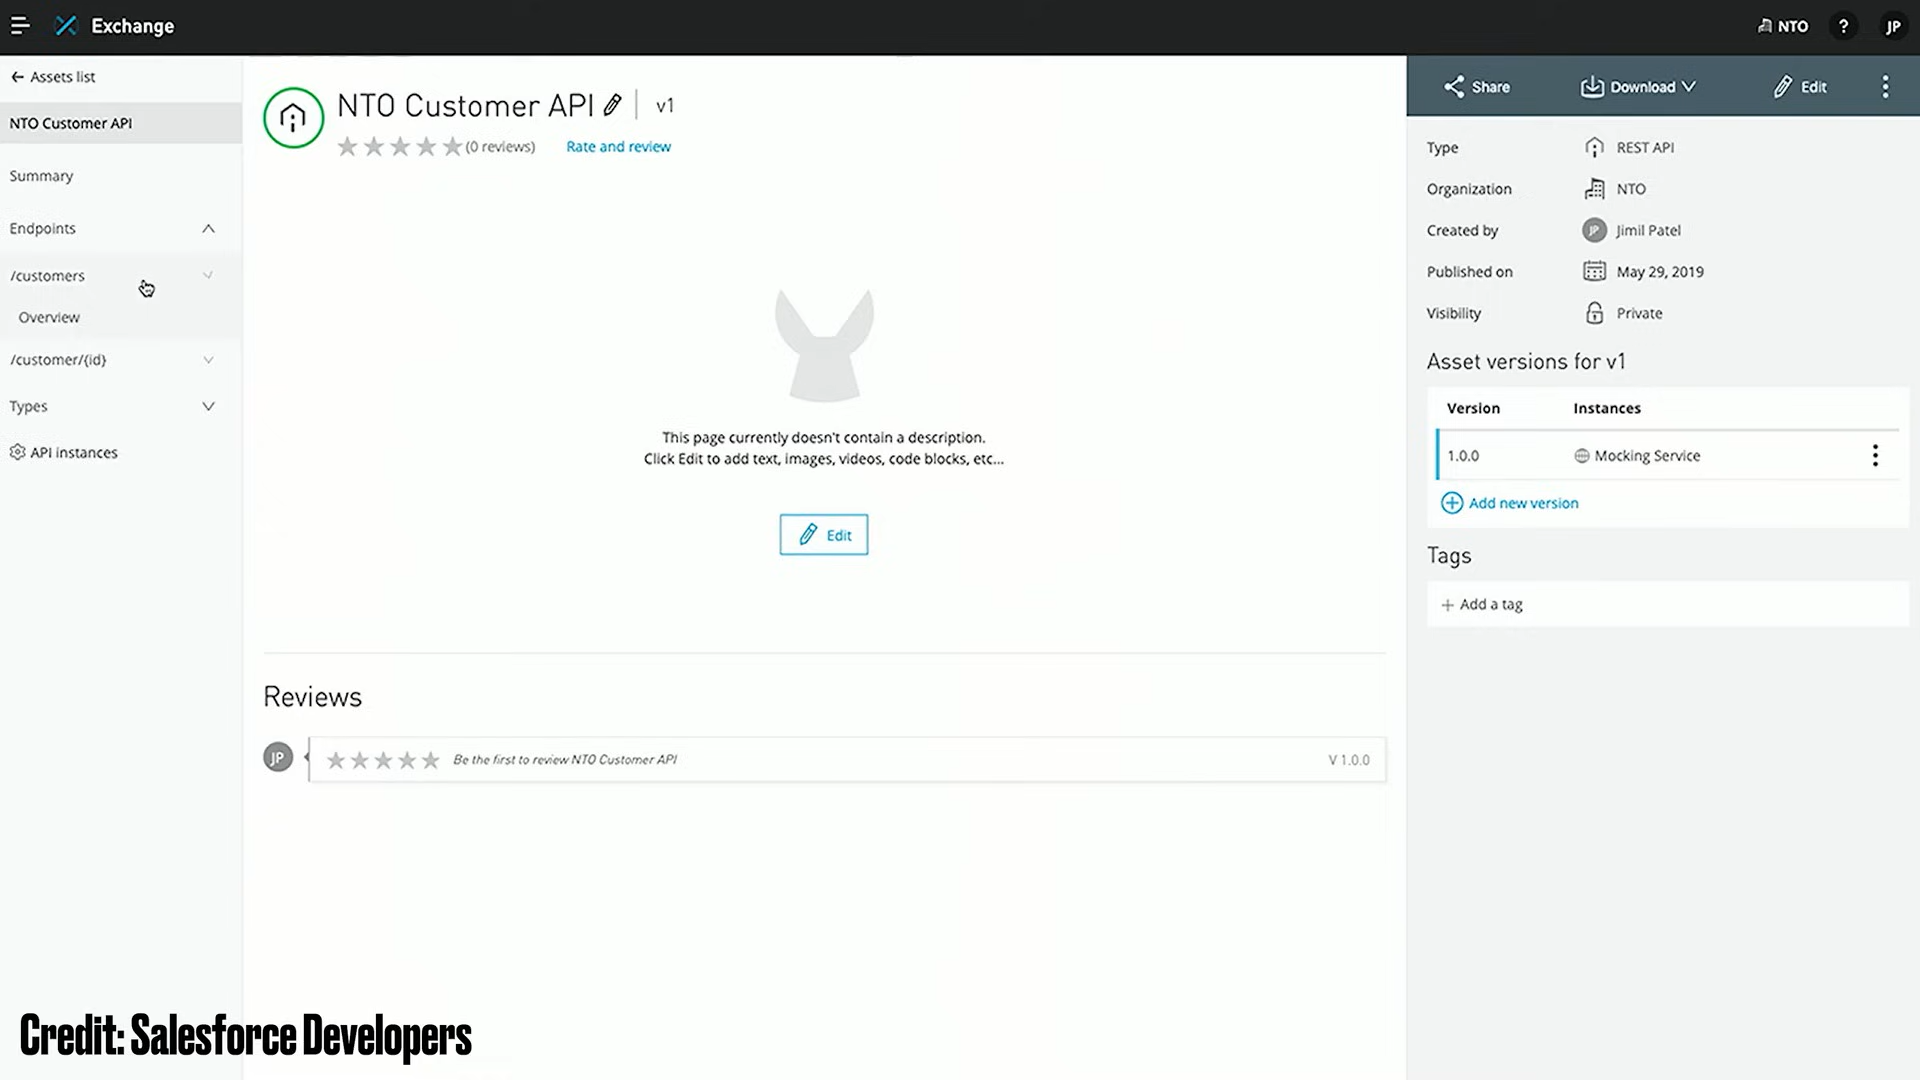 Exchange
NTO
?
JP
Assets list
NTO Customer API
Summary
Endpoints
/customers
Overview
/customer/{id}
Types
API instances
NTO Customer API
v1
(0 reviews)
Rate and review
This page currently doesn't contain a description.
Click Edit to add text, images, videos, code blocks, etc...
Edit
Reviews
JP
Be the first to review NTO Customer API
V 1.0.0
Share
Download
Edit
Type
REST API
Organization
NTO
Created by
JP
Jimil Patel
Published on
May 29, 2019
Visibility
Private
Asset versions for v1
Version
Instances
1.0.0
Mocking Service
Add new version
Tags
+ Add a tag
Credit: Salesforce Developers